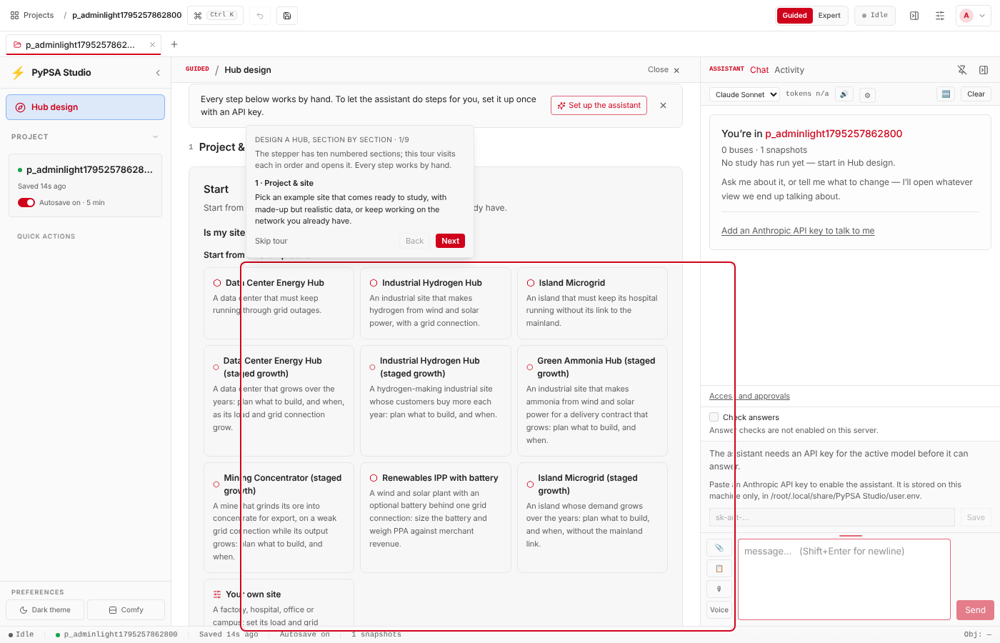 Projects / p_adminlight1795257862800 ⌘ Ctrl K
Guided Expert Idle A
p_adminlight179525786... × +
PyPSA Studio
Hub design
PROJECT
p_adminlight17952578628...
Saved 14s ago
Autosave on · 5 min
QUICK ACTIONS
PREFERENCES
Dark theme Comfy
GUIDED / Hub design Close ×
Every step below works by hand. To let the assistant do steps for you, set it up once
with an API key.
Set up the assistant ×
1 Project &
DESIGN A HUB, SECTION BY SECTION · 1/9
The stepper has ten numbered sections; this tour visits
each in order and opens it. Every step works by hand.
1 · Project & site
Pick an example site that comes ready to study, with
made-up but realistic data, or keep working on the
network you already have.
Skip tour Back Next
Start
Start from
have.
Is my site
Start from
Data Center Energy Hub
A data center that must keep
running through grid outages.
Industrial Hydrogen Hub
An industrial site that makes
hydrogen from wind and solar
power, with a grid connection.
Island Microgrid
An island that must keep its hospital
running without its link to the
mainland.
Data Center Energy Hub
(staged growth)
A data center that grows over the
years: plan what to build, and when,
as its load and grid connection
grow.
Industrial Hydrogen Hub
(staged growth)
A hydrogen-making industrial site
whose customers buy more each
year: plan what to build, and when.
Green Ammonia Hub (staged
growth)
An industrial site that makes
ammonia from wind and solar
power for a delivery contract that
grows: plan what to build, and
when.
Mining Concentrator (staged
growth)
A mine that grinds its ore into
concentrate for export, on a weak
grid connection while its output
grows: plan what to build, and
when.
Renewables IPP with battery
A wind and solar plant with an
optional battery behind one grid
connection: size the battery and
weigh PPA against merchant
revenue.
Island Microgrid (staged
growth)
An island whose demand grows
over the years: plan what to build,
and when, without the mainland
link.
Your own site
A factory, hospital, office or
campus: set its load and grid
ASSISTANT Chat Activity
Claude Sonnet tokens n/a Clear
You're in p_adminlight1795257862800
0 buses · 1 snapshots
No study has run yet — start in Hub design.
Ask me about it, or tell me what to change — I'll open whatever
view we end up talking about.
Add an Anthropic API key to talk to me
Access and approvals
Check answers
Answer checks are not enabled on this server.
The assistant needs an API key for the active model before it can
answer.
Paste an Anthropic API key to enable the assistant. It is stored on this
machine only, in /root/.local/share/PyPSA Studio/user.env.
sk-ant-... Save
message... (Shift+Enter for newline)
Voice
Send
Idle p_adminlight1795257862800 Saved 14s ago Autosave on 1 snapshots Obj: —